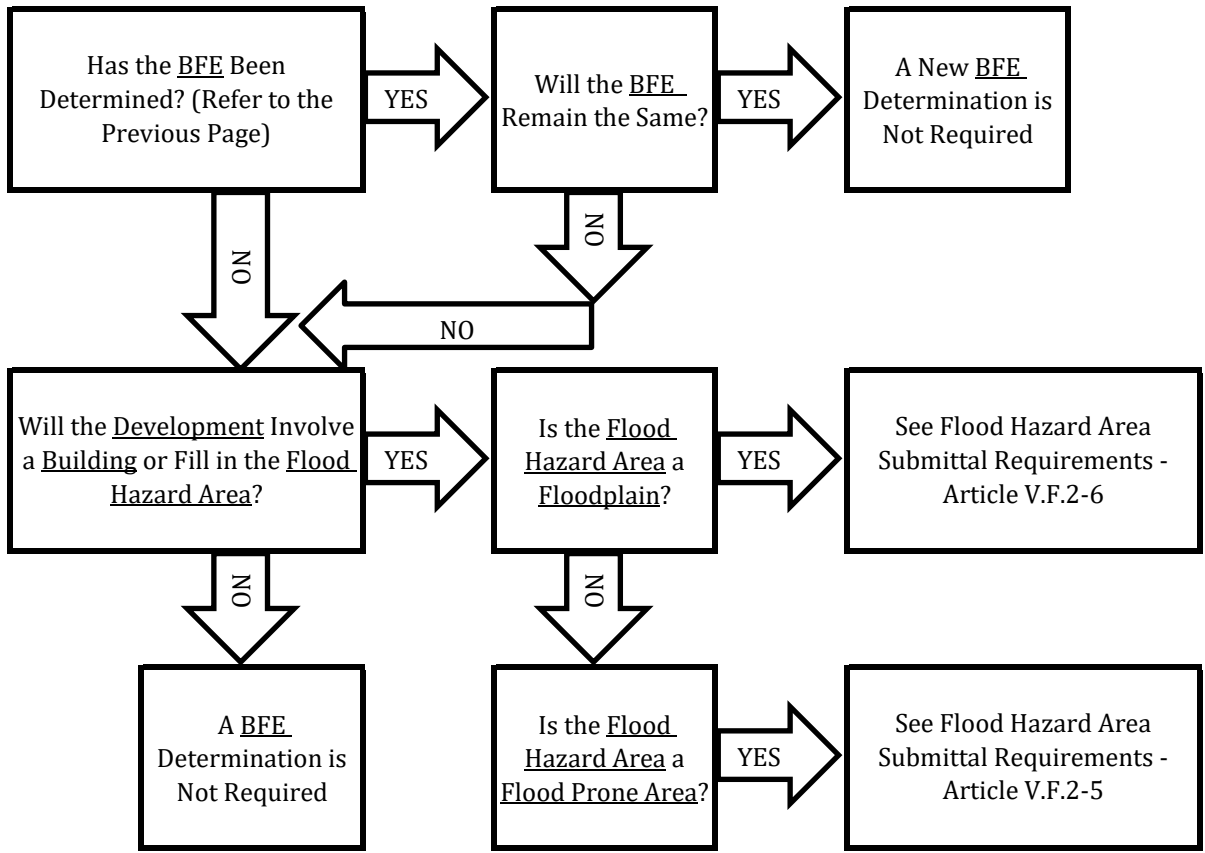 Has the BFE Been
Determined? (Refer to the
Previous Page)
YES
Will the BFE
Remain the Same?
YES
A New BFE
Determination is
Not Required
NO
NO
NO
Will the Development Involve
a Building or Fill in the Flood
Hazard Area?
YES
Is the Flood
Hazard Area a
Floodplain?
YES
See Flood Hazard Area
Submittal Requirements -
Article V.F.2-6
NO
NO
A BFE
Determination is
Not Required
Is the Flood
Hazard Area a
Flood Prone Area?
YES
See Flood Hazard Area
Submittal Requirements -
Article V.F.2-5